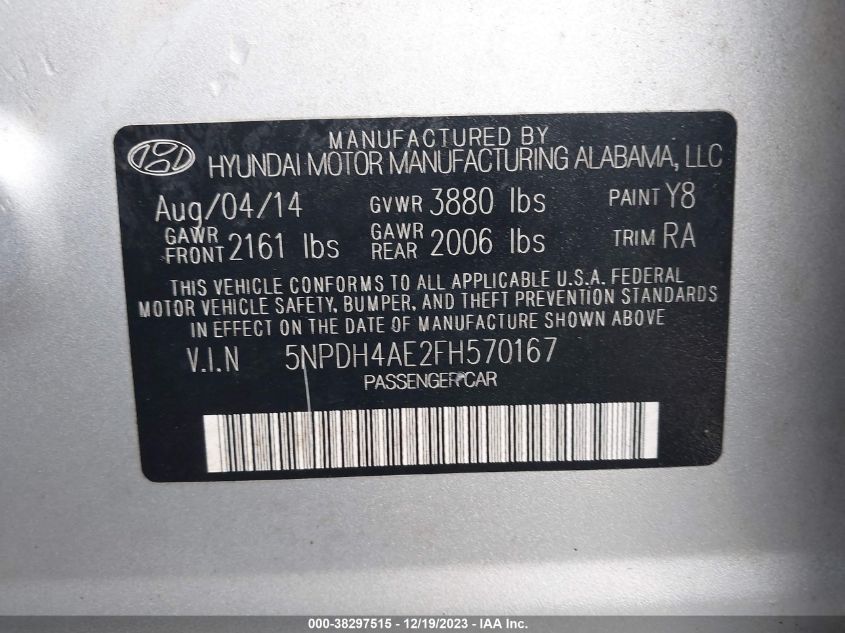 MANUFACTURED BY
HYUNDAI MOTOR MANUFACTURING ALABAMA, LLC
Aug/04/14 GVWR 3880 lbs PAINT Y8
GAWR FRONT 2161 lbs GAWR REAR 2006 lbs TRIM RA
THIS VEHICLE CONFORMS TO ALL APPLICABLE U.S.A. FEDERAL
MOTOR VEHICLE SAFETY, BUMPER, AND THEFT PREVENTION STANDARDS
IN EFFECT ON THE DATE OF MANUFACTURE SHOWN ABOVE
V.I.N 5NPDH4AE2FH570167
PASSENGER CAR
000-38297515 - 12/19/2023 - IAA Inc.